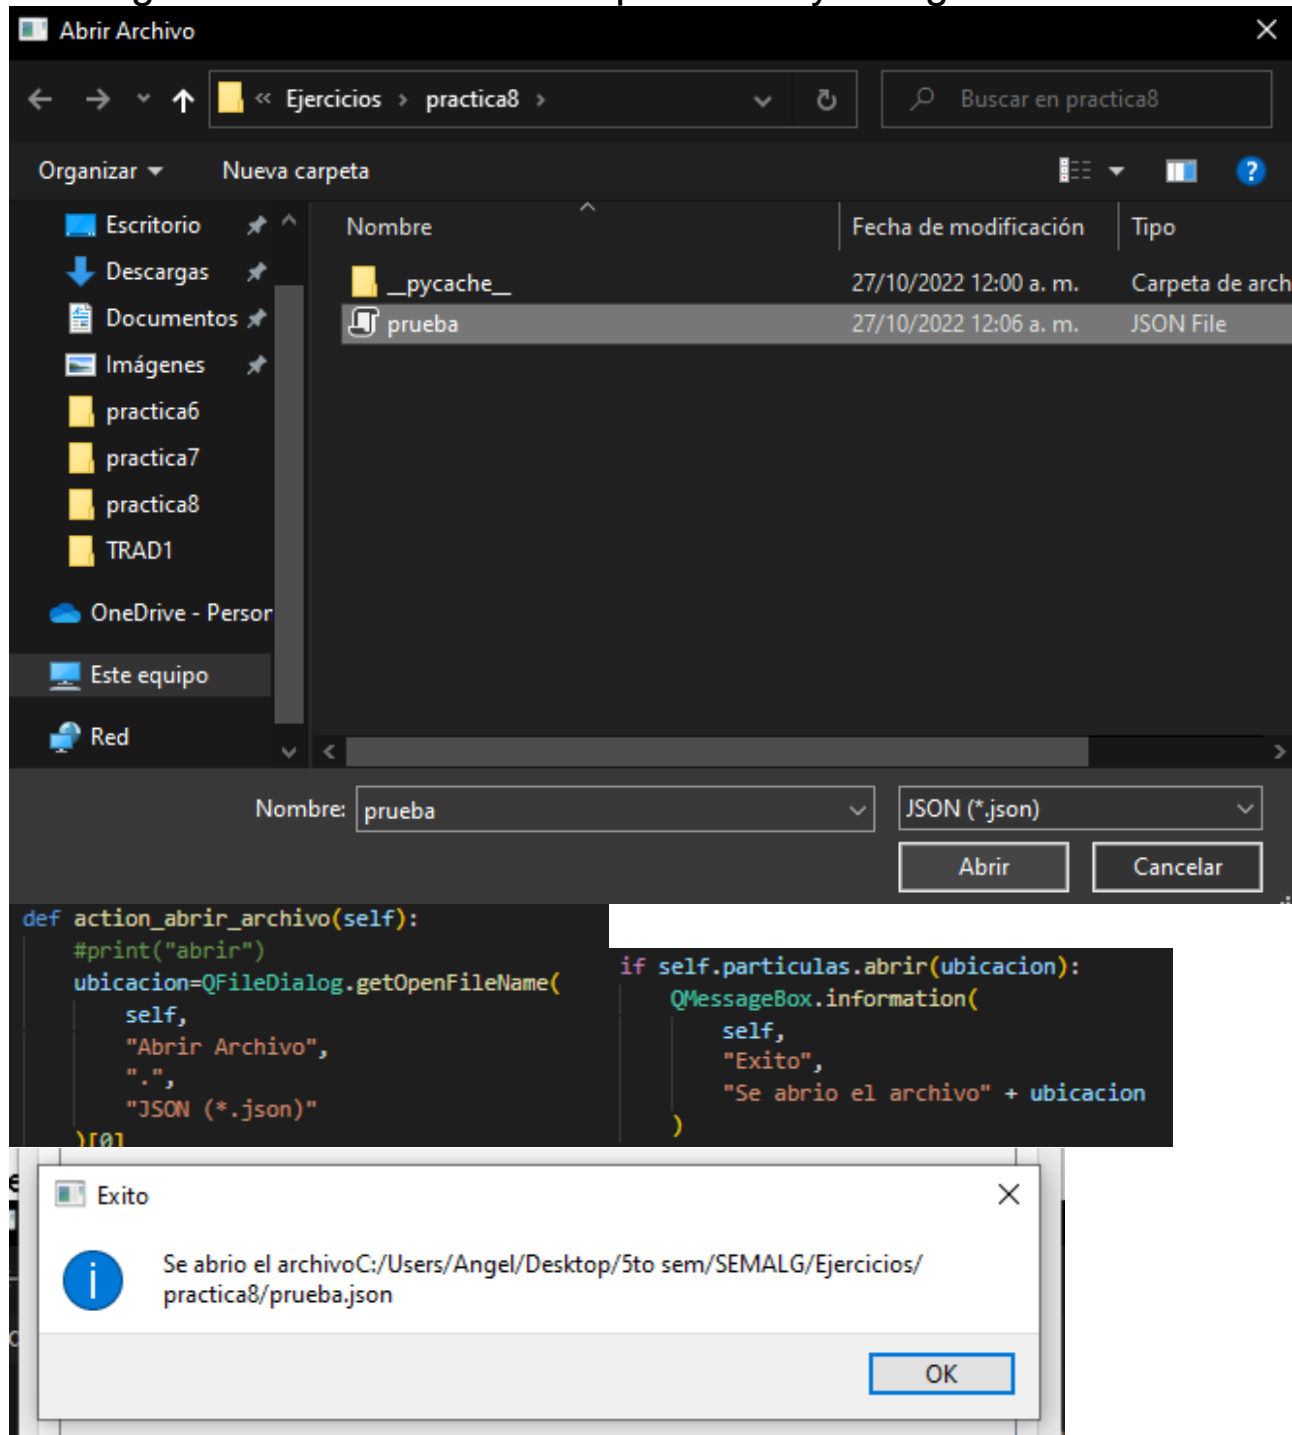 Abrir Archivo
« Ejercicios > practica8 >
Buscar en practica8
Organizar
Nueva carpeta
Escritorio
Descargas
Documentos
Imágenes
practica6
practica7
practica8
TRAD1
OneDrive - Person
Este equipo
Red
Nombre
Fecha de modificación
Tipo
__pycache__
27/10/2022 12:00 a. m.
Carpeta de arch
prueba
27/10/2022 12:06 a. m.
JSON File
Nombre: prueba
JSON (*.json)
Abrir
Cancelar
def action_abrir_archivo(self):
#print("abrir")
ubicacion=QFileDialog.getOpenFileName(
self,
"Abrir Archivo",
".",
"JSON (*.json)"
)[0]
if self.particulas.abrir(ubicacion):
QMessageBox.information(
self,
"Exito",
"Se abrio el archivo" + ubicacion
)
Exito
Se abrio el archivoC:/Users/Angel/Desktop/5to sem/SEMALG/Ejercicios/
practica8/prueba.json
OK